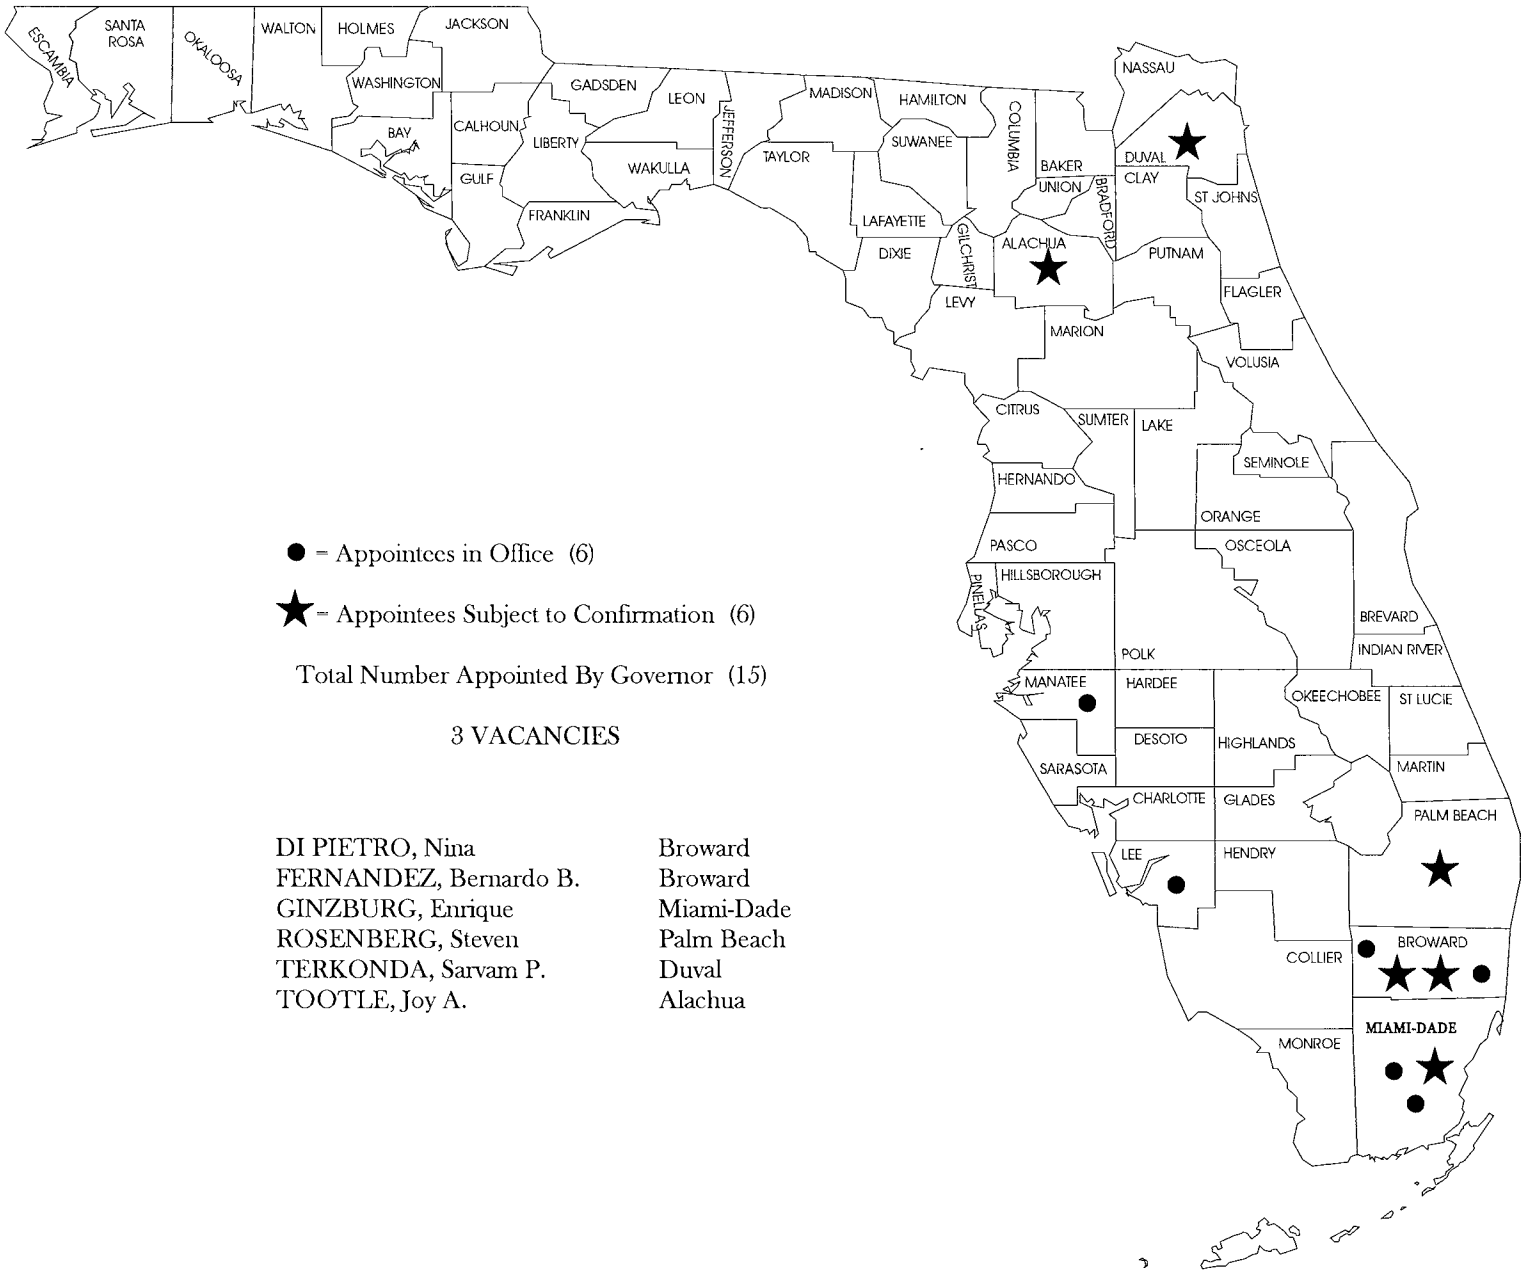 ESCAMBIA
SANTA
ROSA
OKALOOSA
WALTON
HOLMES
JACKSON
WASHINGTON
BAY
CALHOUN
GULF
GADSDEN
LIBERTY
FRANKLIN
LEON
WAKULLA
JEFFERSON
MADISON
TAYLOR
HAMILTON
SUWANEE
LAFAYETTE
DIXIE
COLUMBIA
GILCHRIST
LEVY
NASSAU
DUVAL
BAKER
UNION
BRADFORD
CLAY
ST JOHNS
ALACHUA
PUTNAM
FLAGLER
MARION
VOLUSIA
CITRUS
SUMTER
LAKE
SEMINOLE
HERNANDO
ORANGE
PASCO
OSCEOLA
PINELLAS
HILLSBOROUGH
BREVARD
POLK
INDIAN RIVER
MANATEE
HARDEE
OKEECHOBEE
ST LUCIE
DESOTO
HIGHLANDS
SARASOTA
MARTIN
CHARLOTTE
GLADES
PALM BEACH
LEE
HENDRY
COLLIER
BROWARD
MIAMI-DADE
MONROE
= Appointees in Office (6)
= Appointees Subject to Confirmation (6)
Total Number Appointed By Governor (15)
3 VACANCIES
DI PIETRO, Nina Broward
FERNANDEZ, Bernardo B. Broward
GINZBURG, Enrique Miami-Dade
ROSENBERG, Steven Palm Beach
TERKONDA, Sarvam P. Duval
TOOTLE, Joy A. Alachua